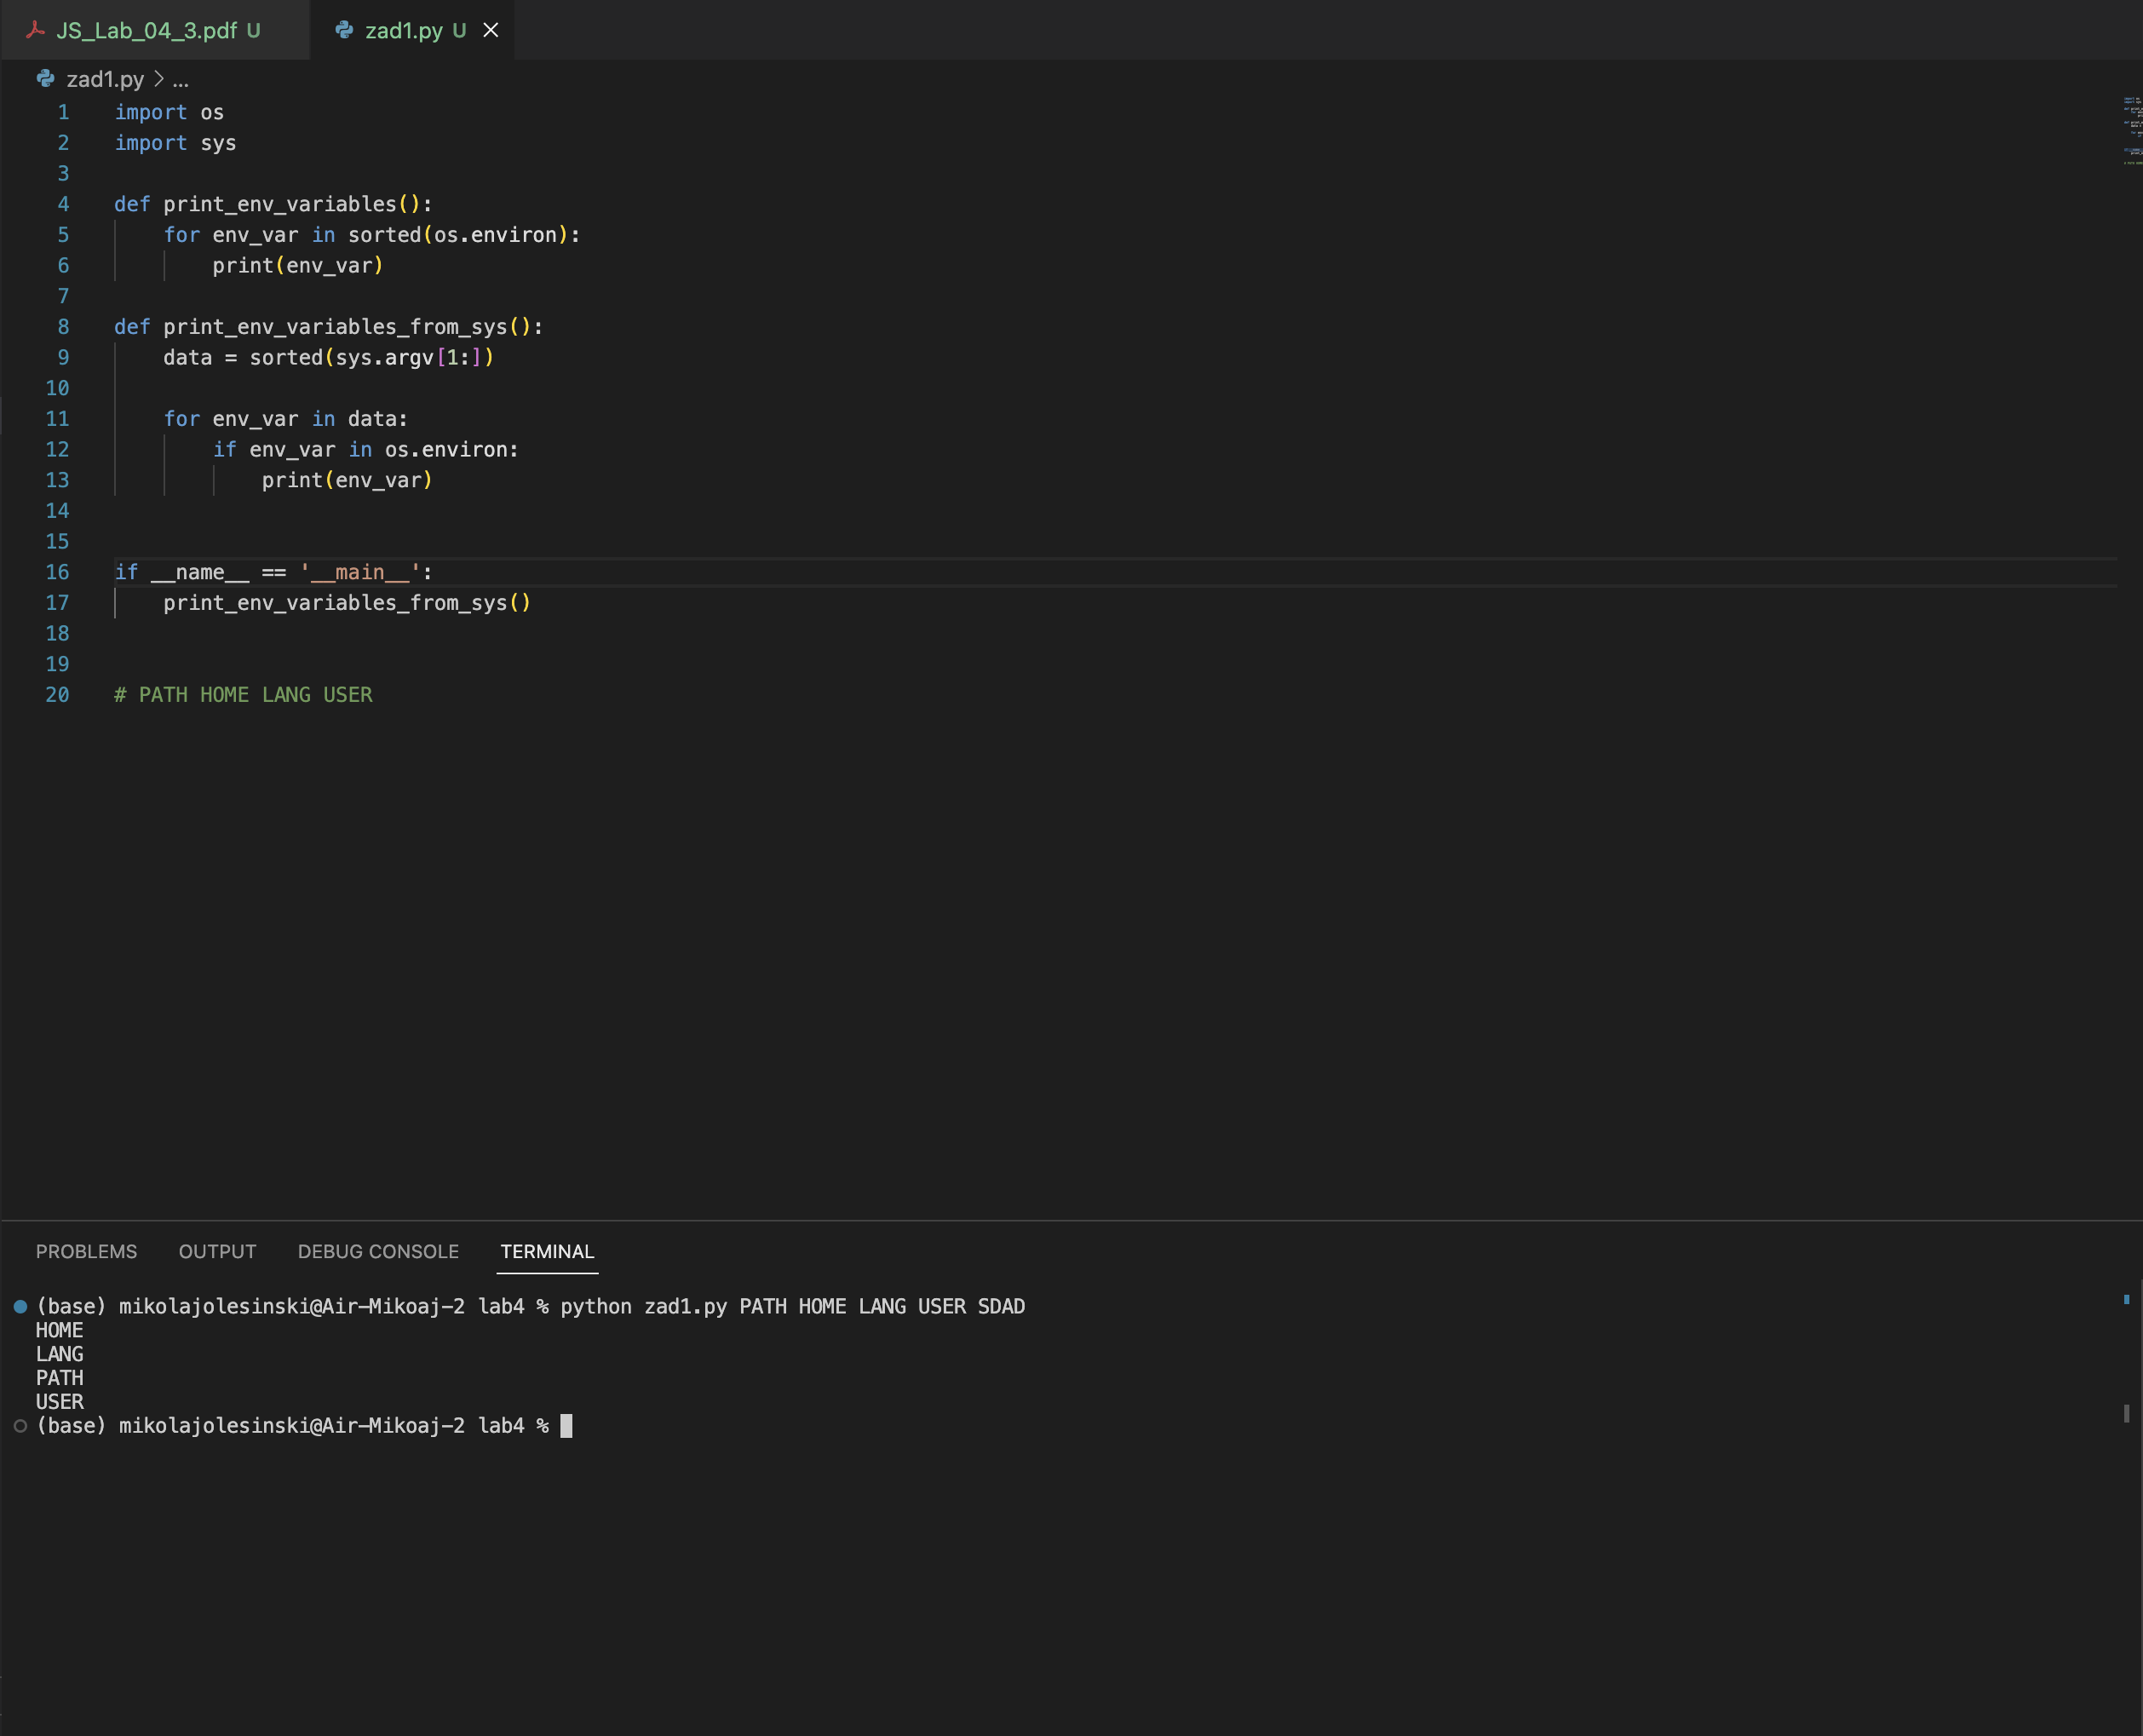 JS_Lab_04_3.pdf U zad1.py U
zad1.py > ...
1 import os
2 import sys
3
4 def print_env_variables():
5     for env_var in sorted(os.environ):
6         print(env_var)
7
8 def print_env_variables_from_sys():
9     data = sorted(sys.argv[1:])
10
11     for env_var in data:
12         if env_var in os.environ:
13             print(env_var)
14
15
16 if __name__ == '__main__':
17     print_env_variables_from_sys()
18
19
20 # PATH HOME LANG USER
PROBLEMS OUTPUT DEBUG CONSOLE TERMINAL
(base) mikolajolesinski@Air-Mikoaj-2 lab4 % python zad1.py PATH HOME LANG USER SDAD
HOME
LANG
PATH
USER
(base) mikolajolesinski@Air-Mikoaj-2 lab4 %